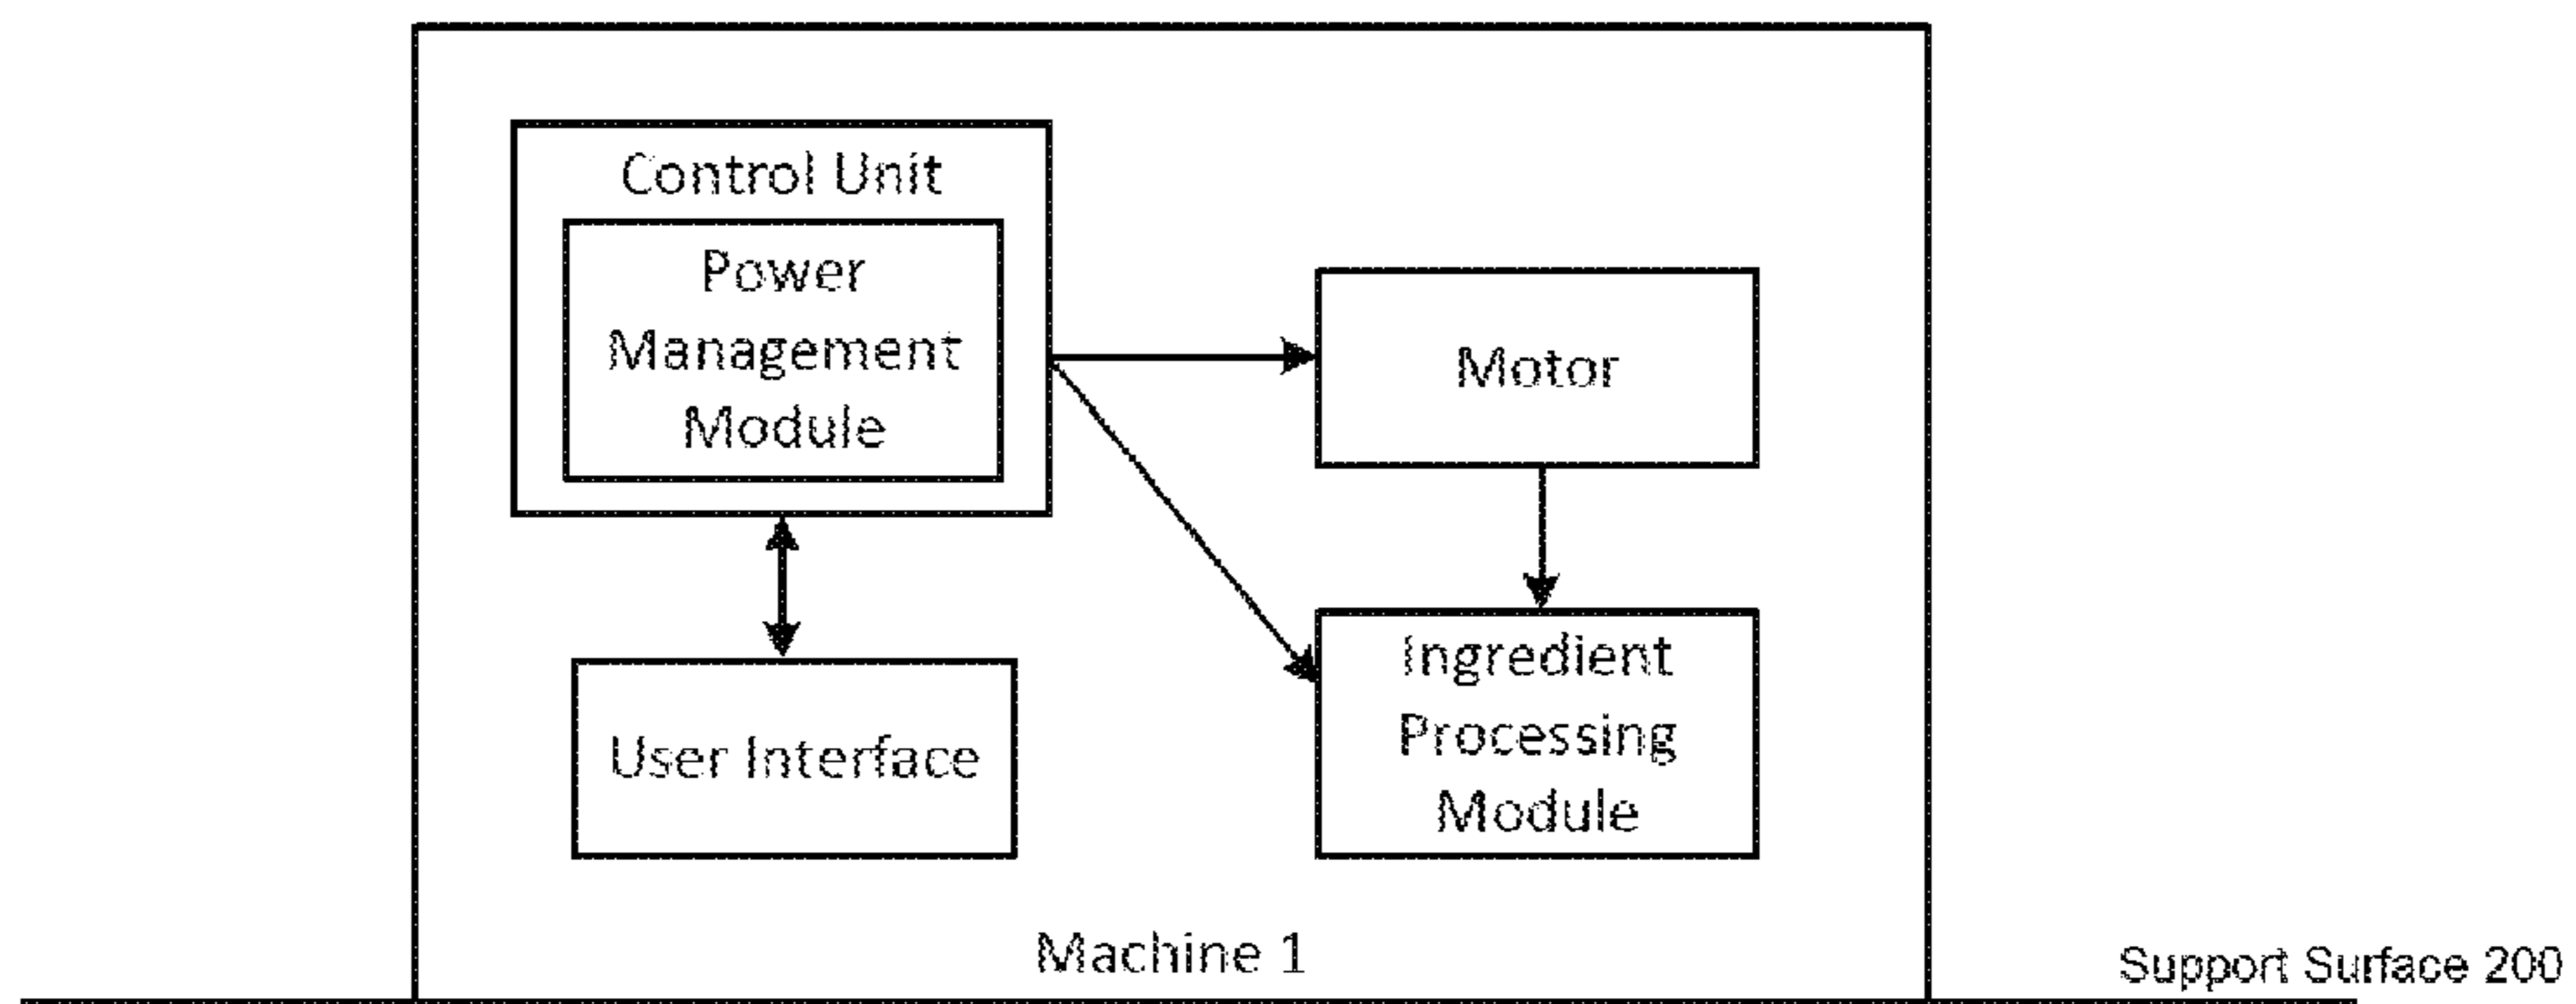 Control Unit
Power
Management
Module
Motor
User Interface
Ingredient
Processing
Module
Machine 1
Support Surface 200